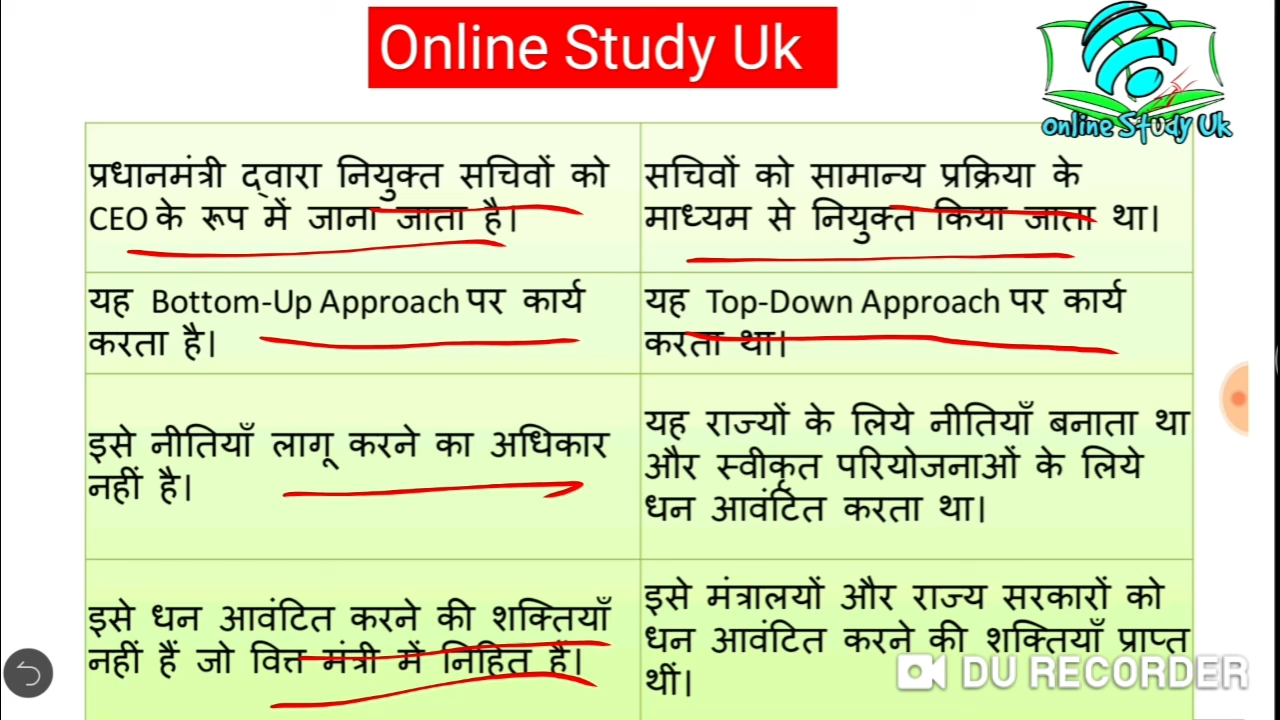 Online Study Uk
Online Study Uk
प्रधानमंत्री द्वारा नियुक्त सचिवों को
CEO के रूप में जाना जाता है।
सचिवों को सामान्य प्रक्रिया के
माध्यम से नियुक्त किया जाता था।
यह Bottom-Up Approach पर कार्य
करता है।
यह Top-Down Approach पर कार्य
करता था।
इसे नीतियाँ लागू करने का अधिकार
नहीं है।
यह राज्यों के लिये नीतियाँ बनाता था
और स्वीकृत परियोजनाओं के लिये
धन आवंटित करता था।
इसे धन आवंटित करने की शक्तियाँ
नहीं हैं जो वित्त मंत्री में निहित हैं।
इसे मंत्रालयों और राज्य सरकारों को
धन आवंटित करने की शक्तियाँ प्राप्त
थीं।
DU RECORDER